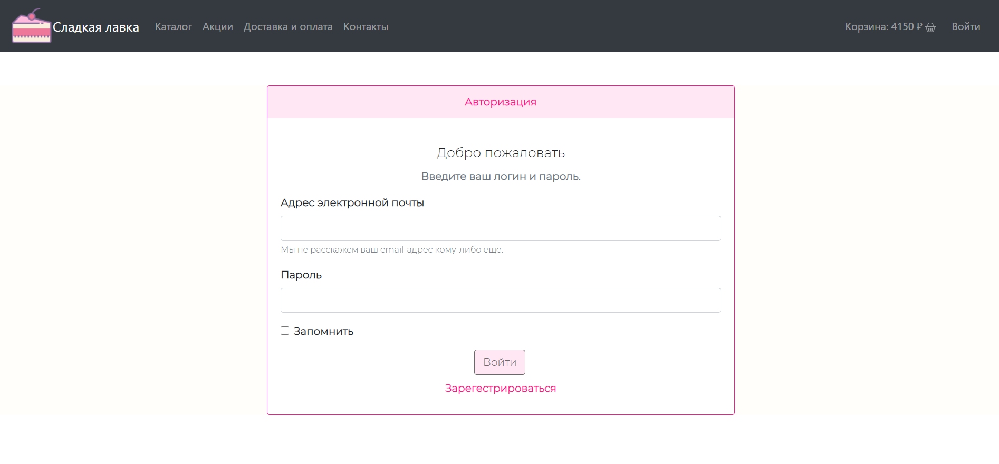 Сладкая лавка Каталог Акции Доставка и оплата Контакты Корзина: 4150 ₽ Войти
Авторизация
Добро пожаловать
Введите ваш логин и пароль.
Адрес электронной почты
Мы не расскажем ваш email-адрес кому-либо еще.
Пароль
Запомнить
Войти
Зарегестрироваться